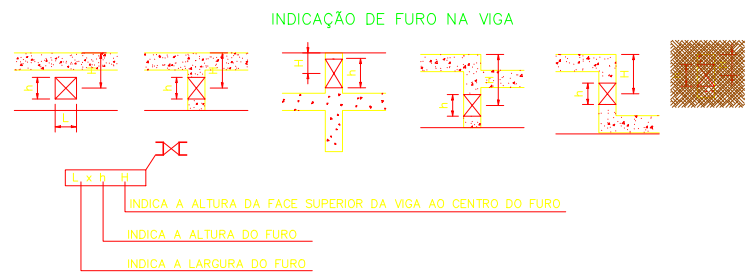 INDICAÇÃO DE FURO NA VIGA
H
H
H
H
H
h
h
h
h
h
L
L x h H
INDICA A ALTURA DA FACE SUPERIOR DA VIGA AO CENTRO DO FURO
INDICA A ALTURA DO FURO
INDICA A LARGURA DO FURO